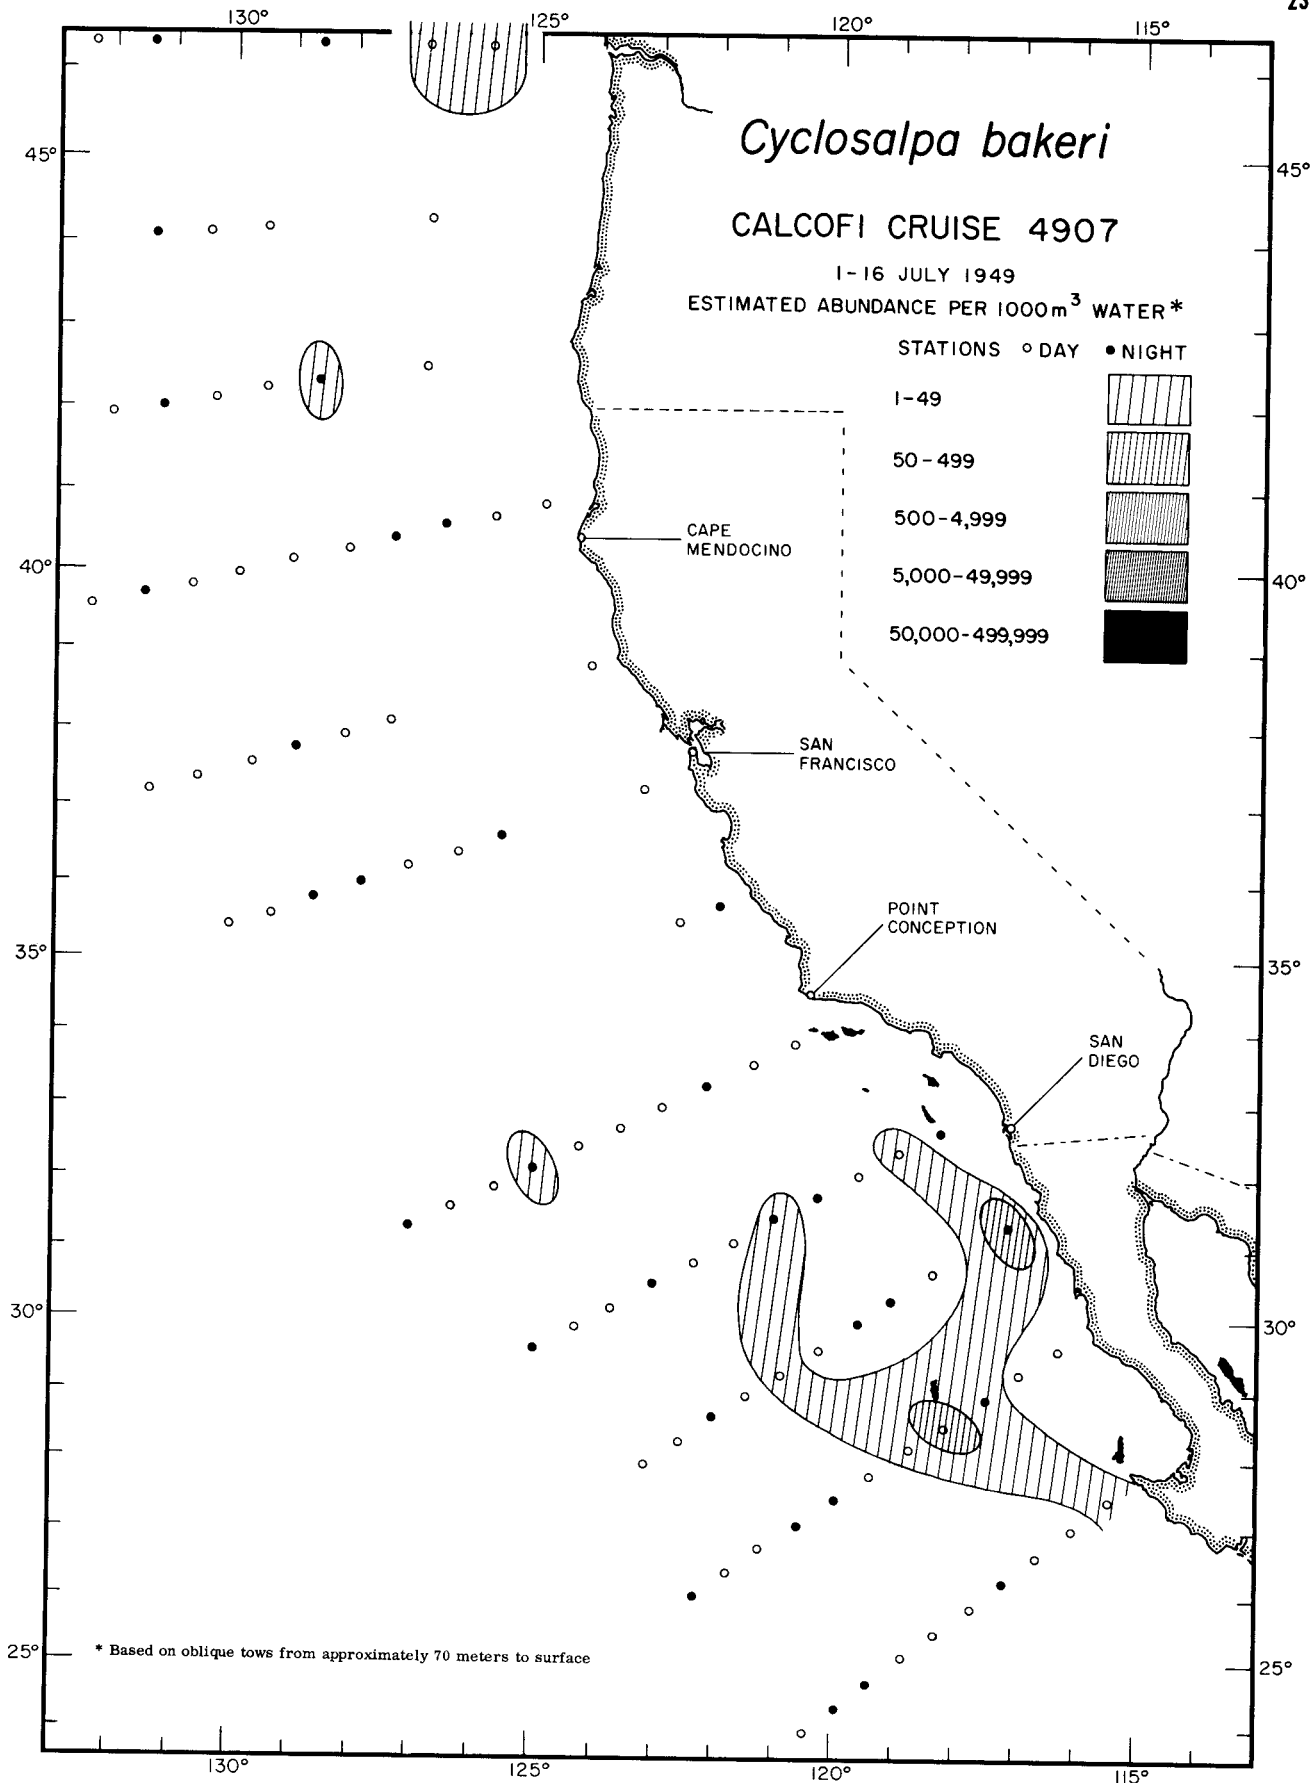 23
130° 125° 120° 115°
Cyclosalpa bakeri
45° 45°
CALCOFI CRUISE 4907
1-16 JULY 1949
ESTIMATED ABUNDANCE PER 1000m³ WATER*
STATIONS ○ DAY ● NIGHT
1-49
50-499
500-4,999
CAPE
MENDOCINO
40° 40°
5,000-49,999
50,000-499,999
SAN
FRANCISCO
POINT
CONCEPTION
35° 35°
SAN
DIEGO
30° 30°
25° 25°
* Based on oblique tows from approximately 70 meters to surface
130° 125° 120° 115°